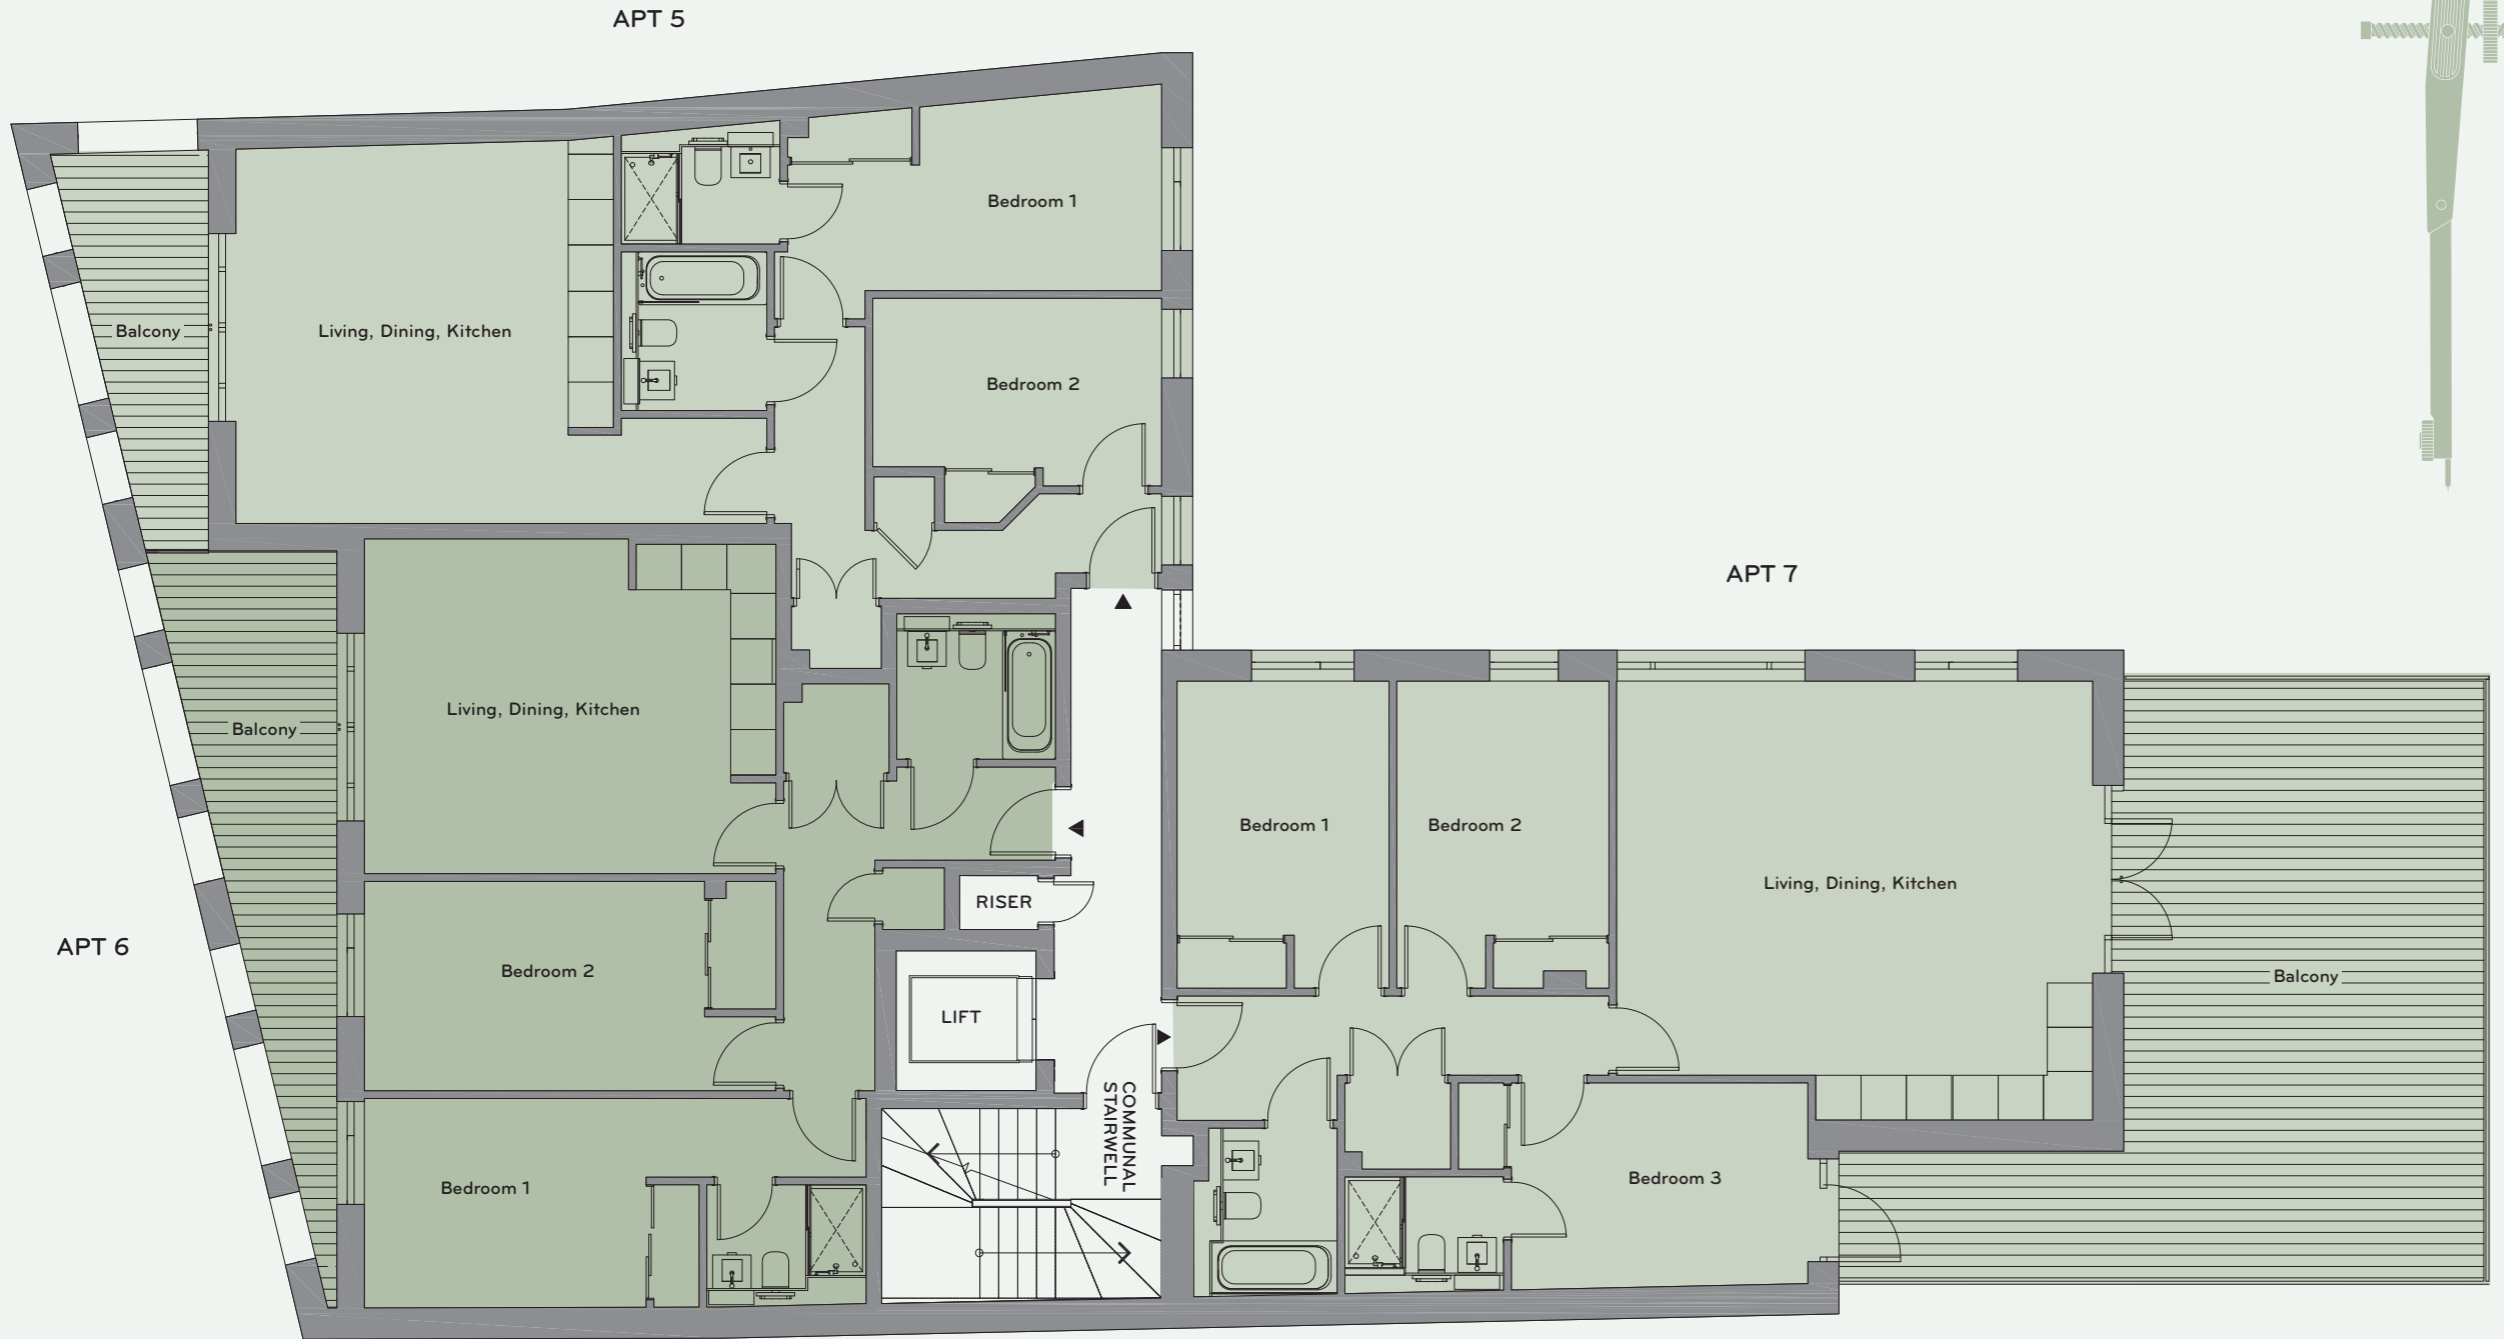 APT 5
Bedroom 1
Balcony
Living, Dining, Kitchen
Bedroom 2
APT 7
Living, Dining, Kitchen
Balcony
Bedroom 1
Bedroom 2
Living, Dining, Kitchen
RISER
APT 6
Bedroom 2
Balcony
LIFT
COMMUNAL
STAIRWELL
Bedroom 1
Bedroom 3